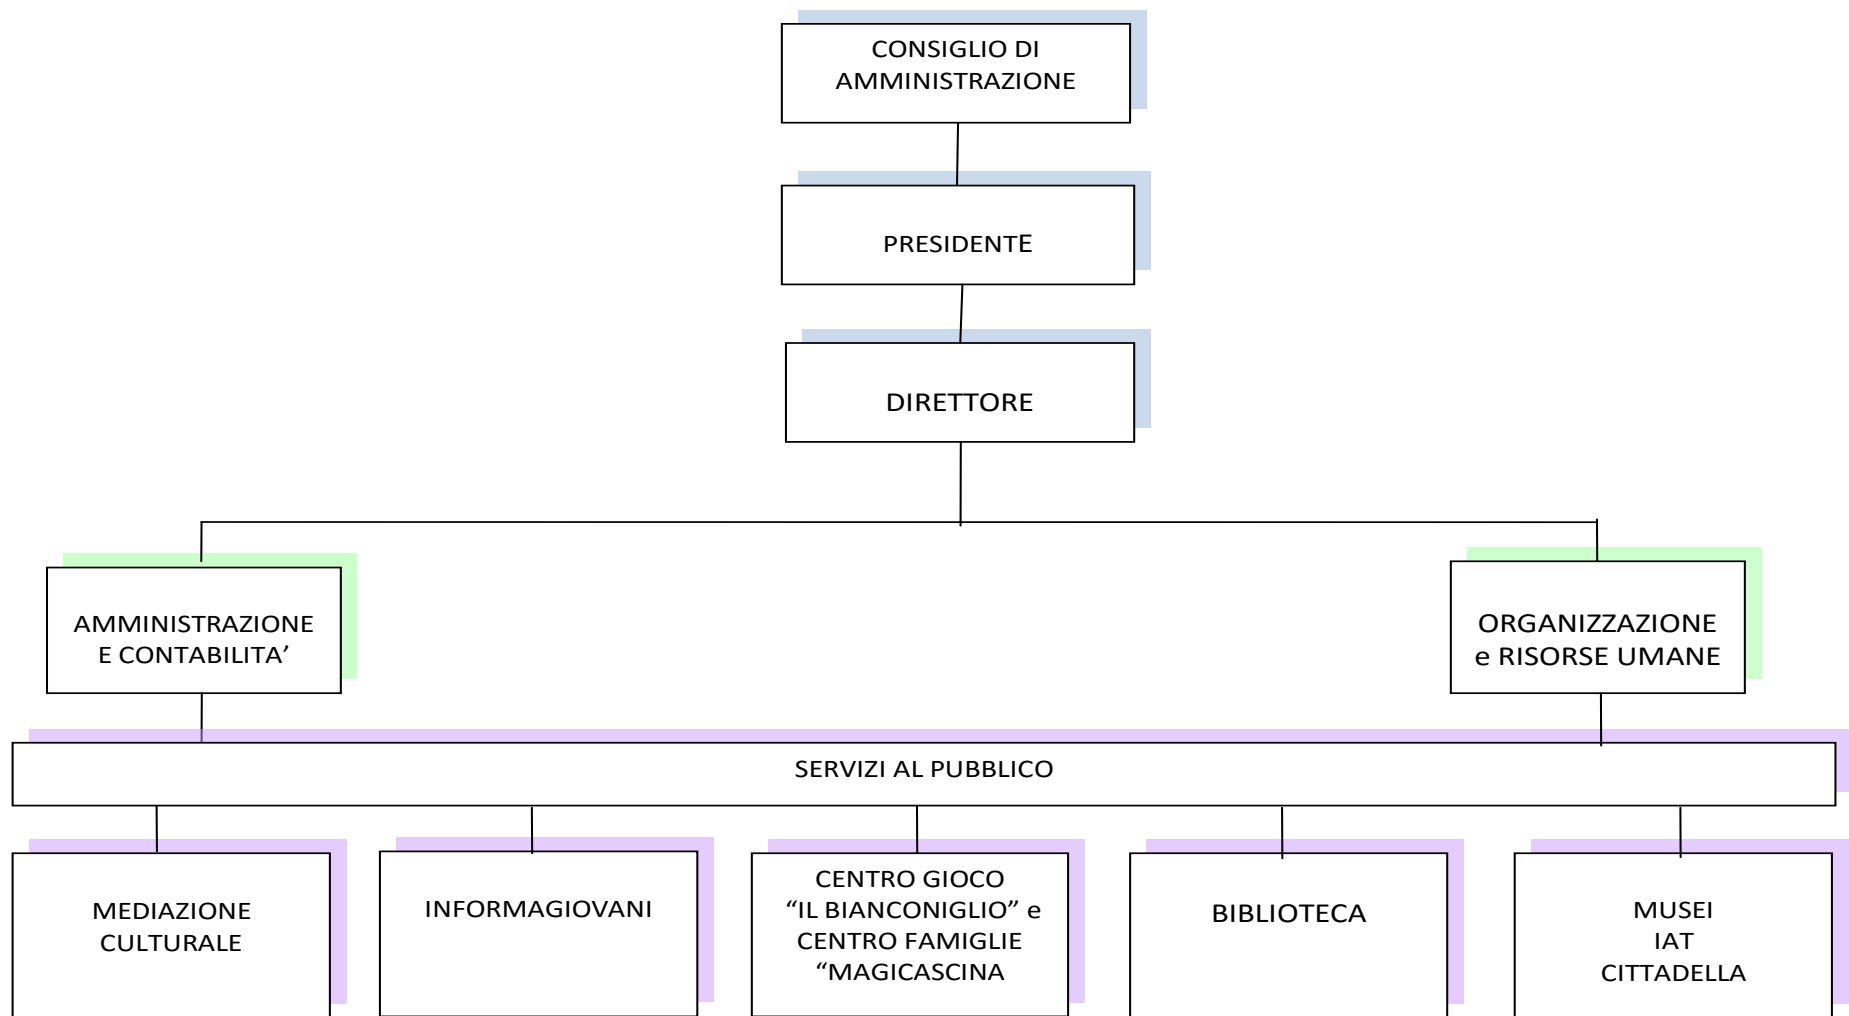 CONSIGLIO DI
AMMINISTRAZIONE
PRESIDENTE
DIRETTORE
AMMINISTRAZIONE
E CONTABILITA’
ORGANIZZAZIONE
e RISORSE UMANE
SERVIZI AL PUBBLICO
MEDIAZIONE
CULTURALE
INFORMAGIOVANI
CENTRO GIOCO
“IL BIANCONIGLIO” e
CENTRO FAMIGLIE
“MAGICASCINA
BIBLIOTECA
MUSEI
IAT
CITTADELLA